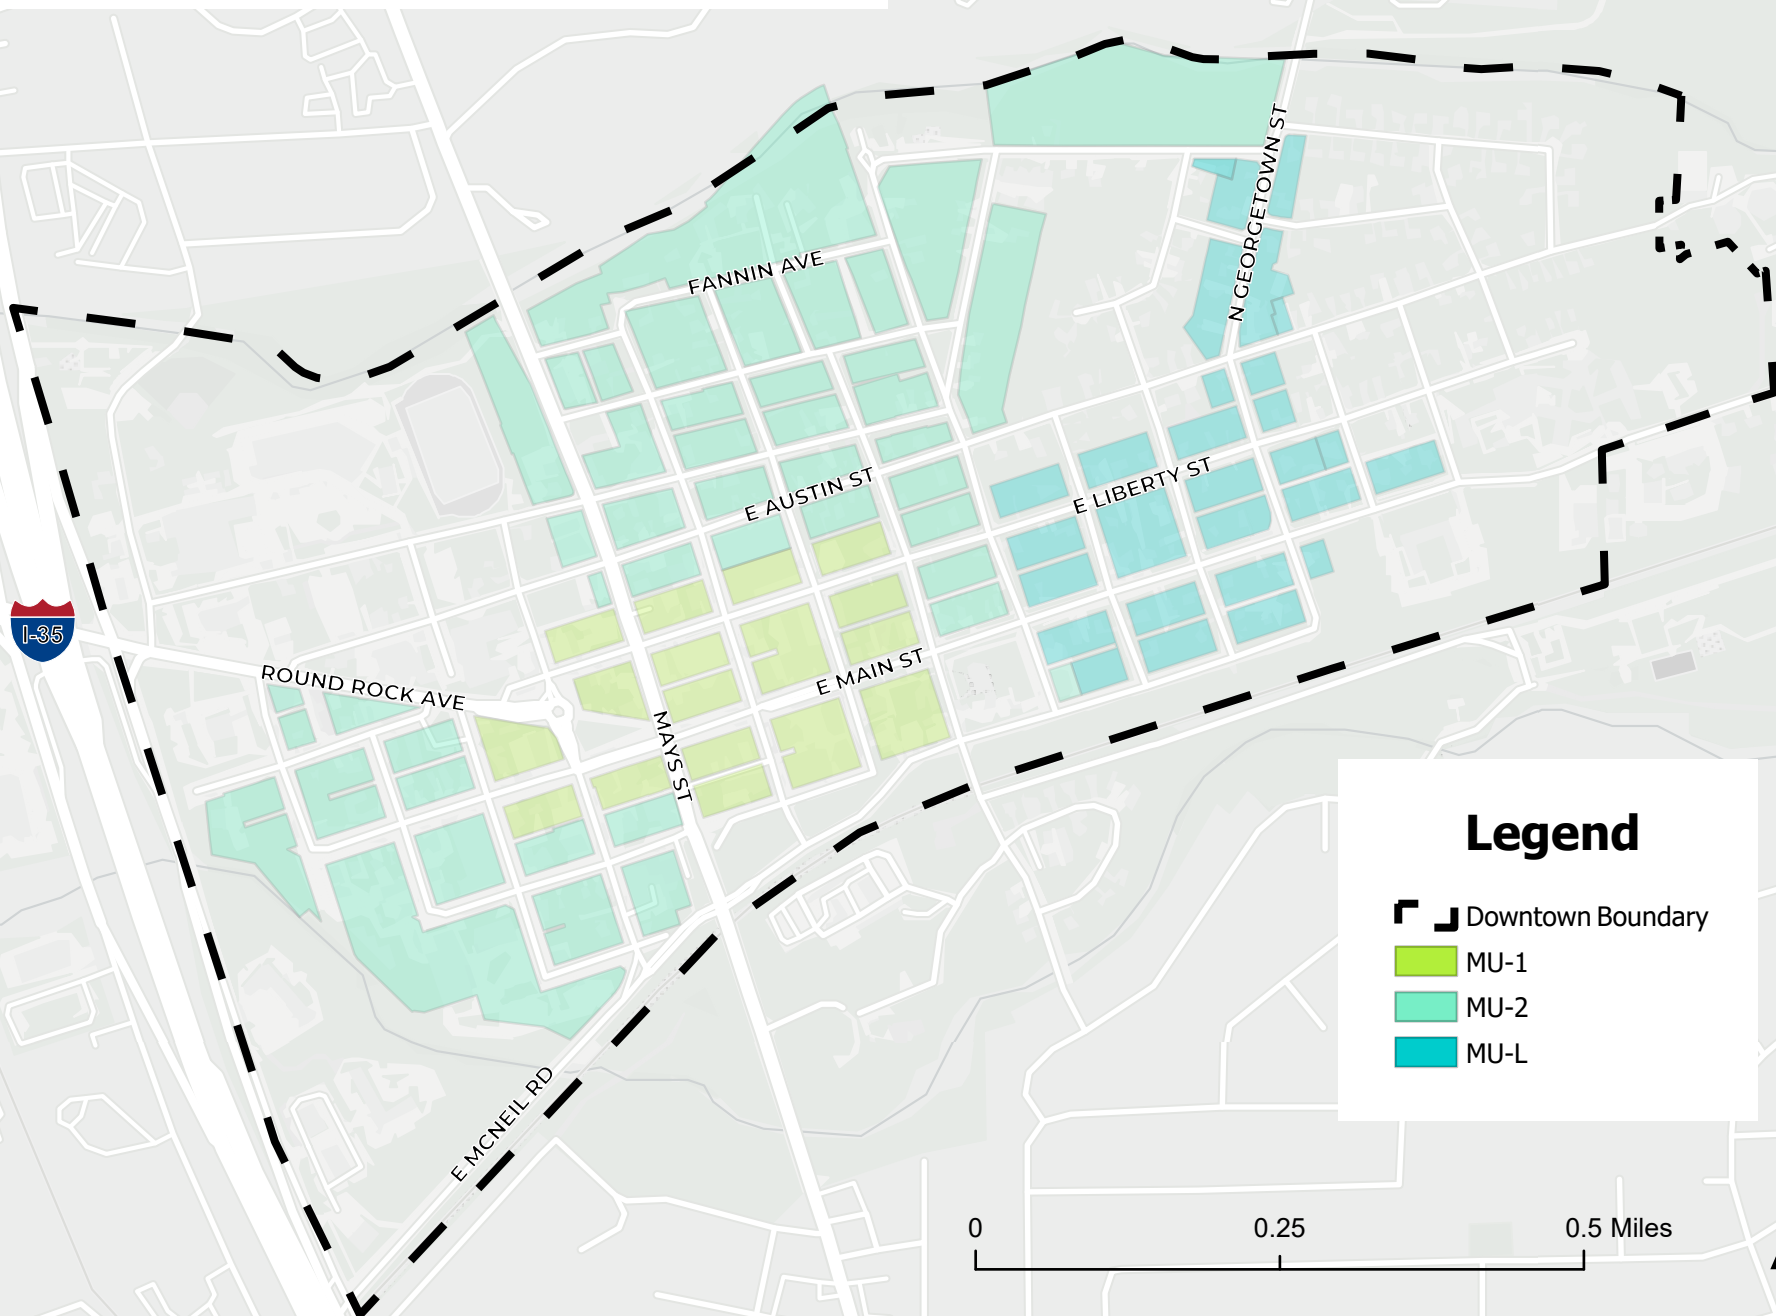 N GEORGETOWN ST
FANNIN AVE
E AUSTIN ST
E LIBERTY ST
I-35
ROUND ROCK AVE
E MAIN ST
MAYS ST
E MCNEIL RD
Legend
Downtown Boundary
MU-1
MU-2
MU-L
0 0.25 0.5 Miles